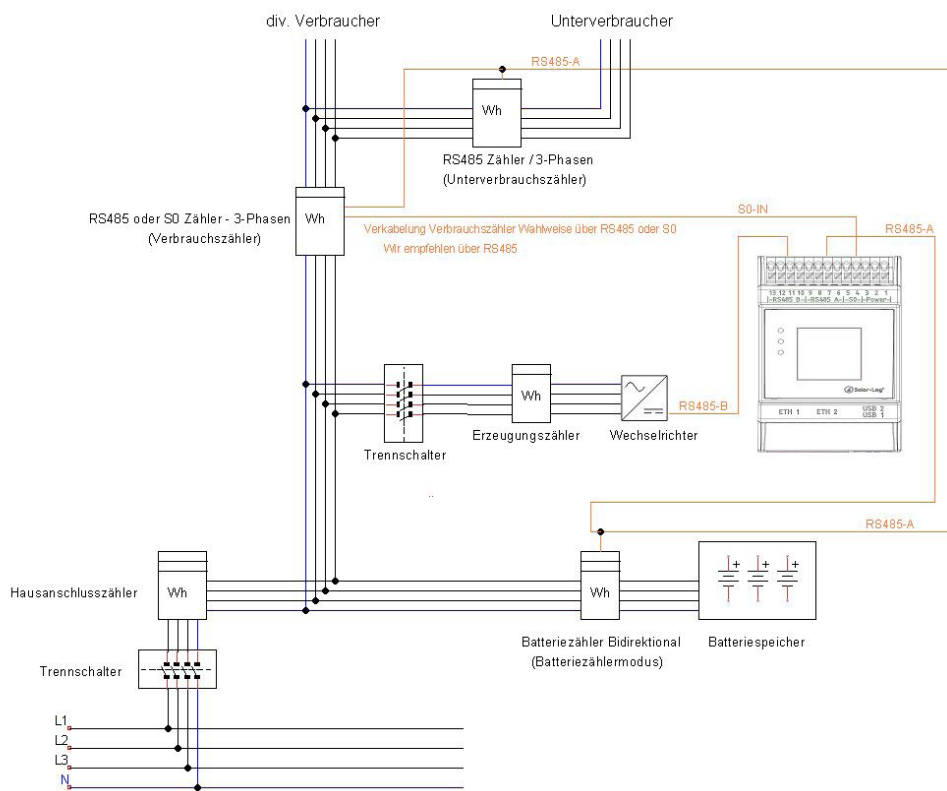 div. Verbraucher
Unterverbraucher
RS485-A
Wh
RS485 Zähler / 3-Phasen
(Unterverbrauchszähler)
RS485 oder S0 Zähler - 3-Phasen
(Verbrauchszähler)
Wh
S0-IN
Verkabelung Verbrauchszähler Wahlweise über RS485 oder S0
Wir empfehlen über RS485
RS485-A
13 12 11 10 9 8 7 6 5 4 3 2 1
|-RS485 B-|-RS485 A-|-S0-|-Power-|
Solar-Log
ETH 1 ETH 2 USB 2
USB 1
Wh
RS485-B
Trennschalter
Erzeugungszähler
Wechselrichter
..
RS485-A
Hausanschlusszähler
Wh
Wh
+ + +
Batteriezähler Bidirektional
(Batteriezählermodus)
Batteriespeicher
Trennschalter
L1
L2
L3
N